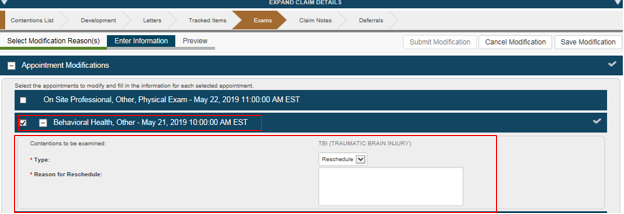 EXPAND CLAIM DETAILS
Contentions List Development Letters Tracked Items Exams Claim Notes Deferrals
Select Modification Reason(s) Enter Information Preview Submit Modification Cancel Modification Save Modification
Appointment Modifications
Select the appointments to modify and fill in the information for each selected appointment.
On Site Professional, Other, Physical Exam - May 22, 2019 11:00:00 AM EST
Behavioral Health, Other - May 21, 2019 10:00:00 AM EST
Contentions to be examined: TBI (TRAUMATIC BRAIN INJURY)
* Type: Reschedule
* Reason for Reschedule: